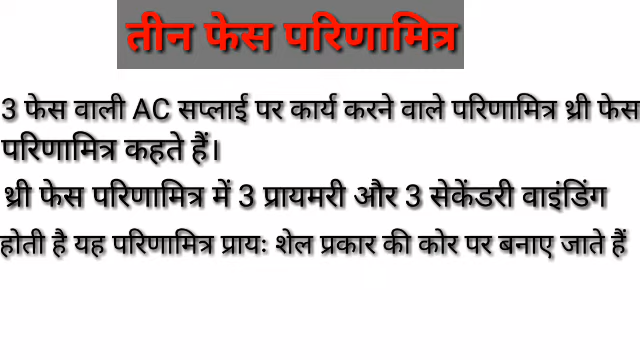 तीन फेस परिणामित्र
3 फेस वाली AC सप्लाई पर कार्य करने वाले परिणामित्र थ्री फेस
परिणामित्र कहते हैं।
थ्री फेस परिणामित्र में 3 प्रायमरी और 3 सेकेंडरी वाइंडिंग
होती है यह परिणामित्र प्रायः शेल प्रकार की कोर पर बनाए जाते हैं